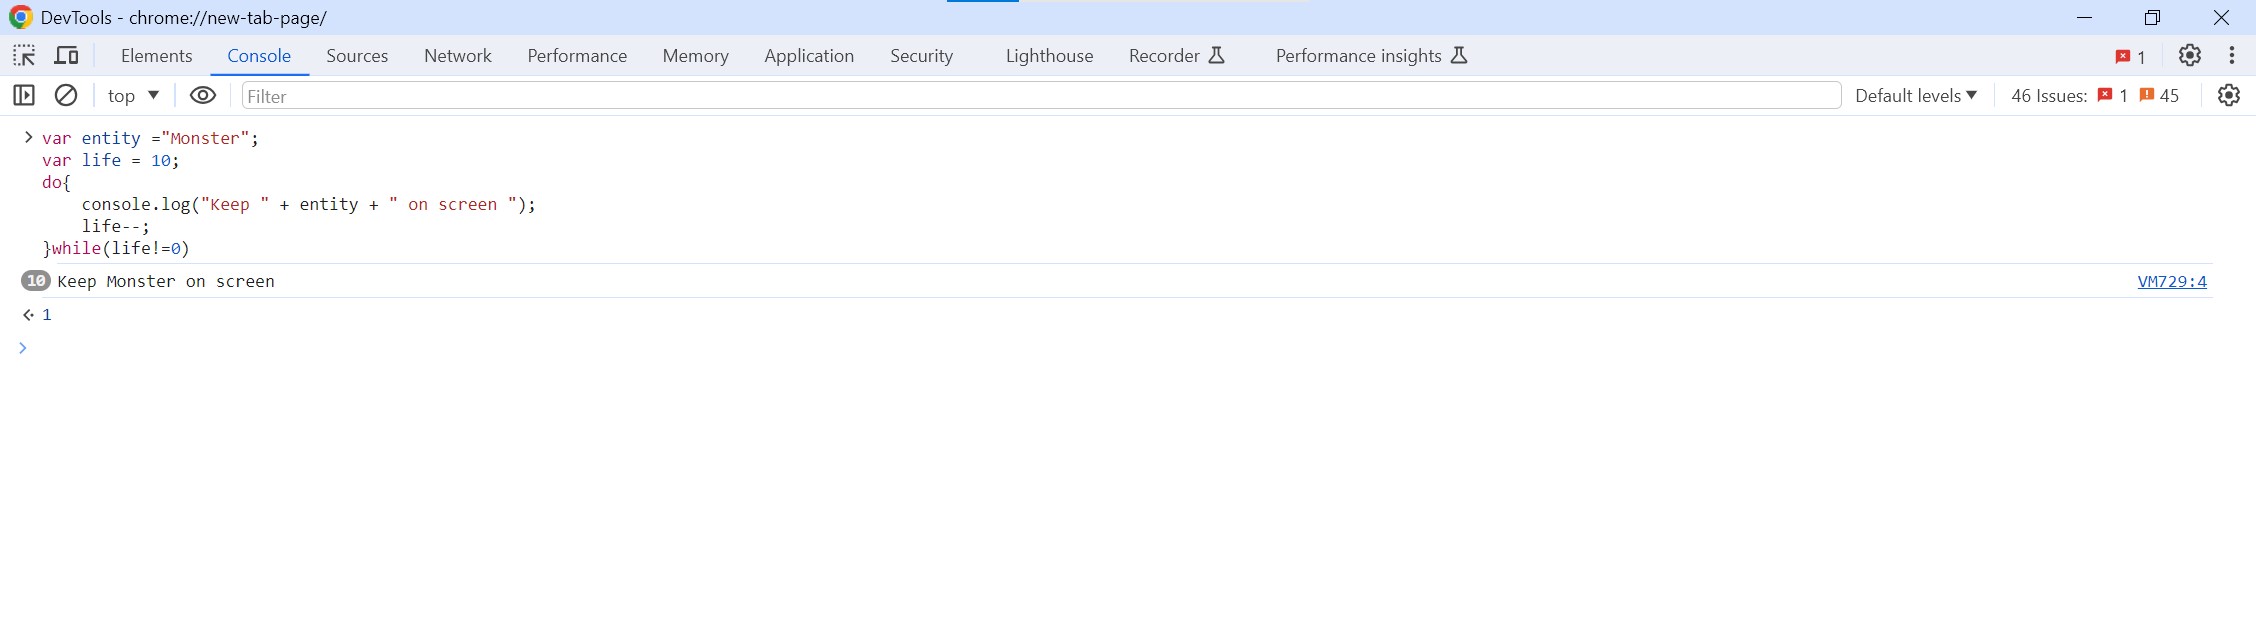 DevTools - chrome://new-tab-page/
Elements Console Sources Network Performance Memory Application Security Lighthouse Recorder Performance insights 1
top Filter Default levels 46 Issues: 1 45
var entity ="Monster";
var life = 10;
do{
    console.log("Keep " + entity + " on screen ");
    life--;
}while(life!=0)
10 Keep Monster on screen VM729:4
1